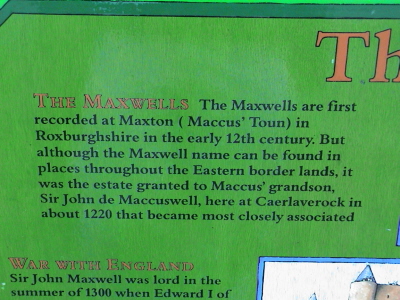 Th
THE MAXWELLS The Maxwells are first
recorded at Maxton ( Maccus' Toun) in
Roxburghshire in the early 12th century. But
although the Maxwell name can be found in
places throughout the Eastern border lands, it
was the estate granted to Maccus' grandson,
Sir John de Maccuswell, here at Caerlaverock in
about 1220 that became most closely associated
WAR WITH ENGLAND
Sir John Maxwell was lord in the
summer of 1300 when Edward I of